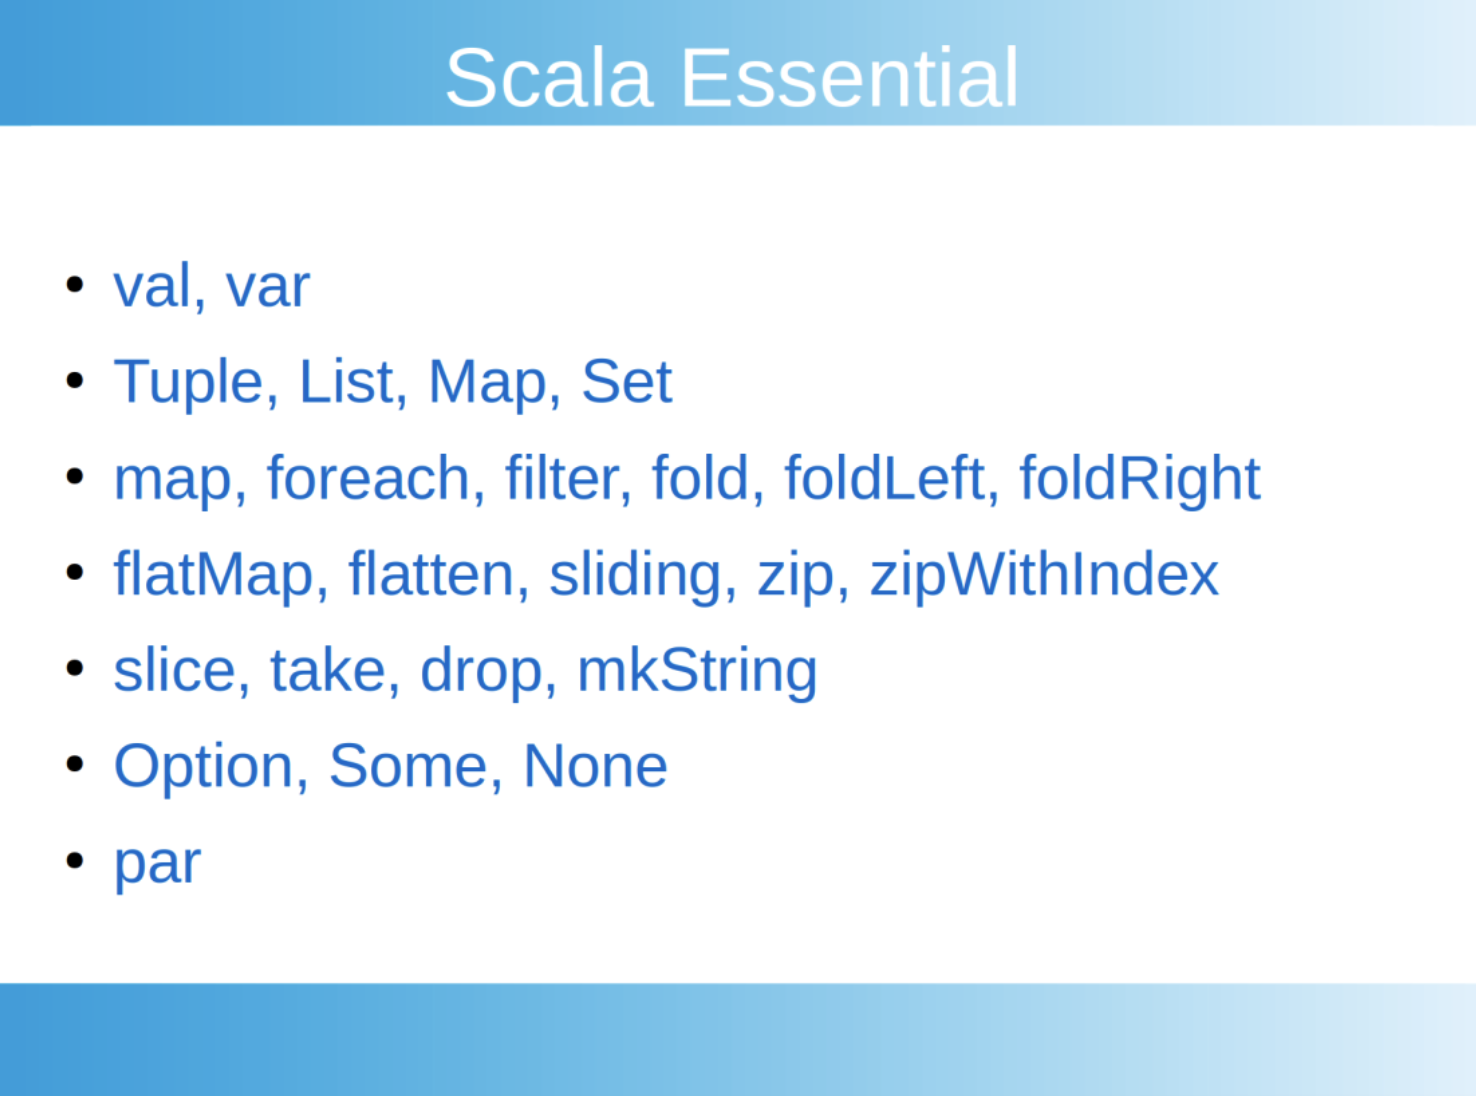 Scala Essential
• val, var
• Tuple, List, Map, Set
• map, foreach, filter, fold, foldLeft, foldRight
• flatMap, flatten, sliding, zip, zipWithIndex
• slice, take, drop, mkString
• Option, Some, None
• par